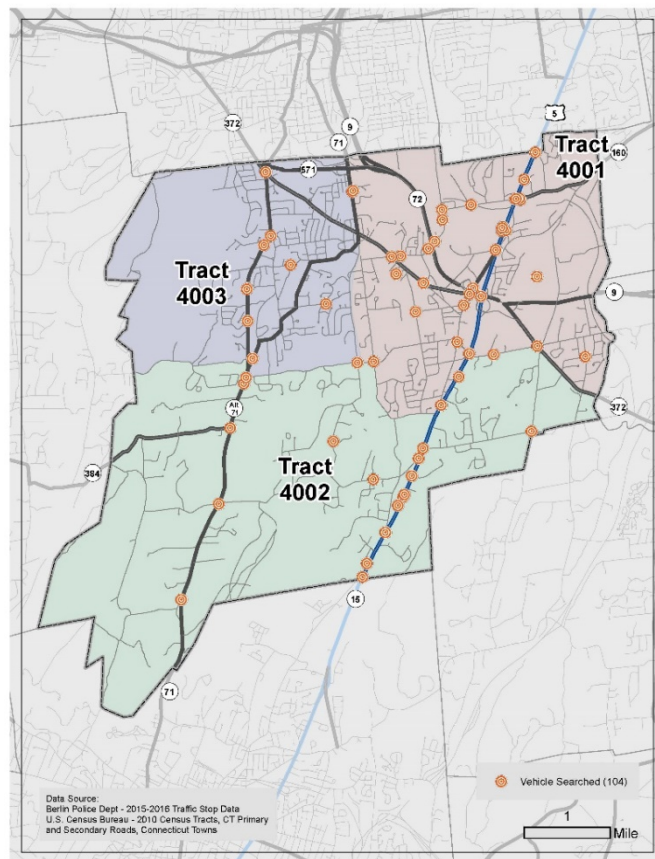 5
372
9
71
Tract
4001
160
571
72
Tract
4003
9
Alt
71
372
384
Tract
4002
15
71
Vehicle Searched (104)
Data Source:
Berlin Police Dept - 2015-2016 Traffic Stop Data
U.S. Census Bureau - 2010 Census Tracts, CT Primary
and Secondary Roads, Connecticut Towns
1
Mile